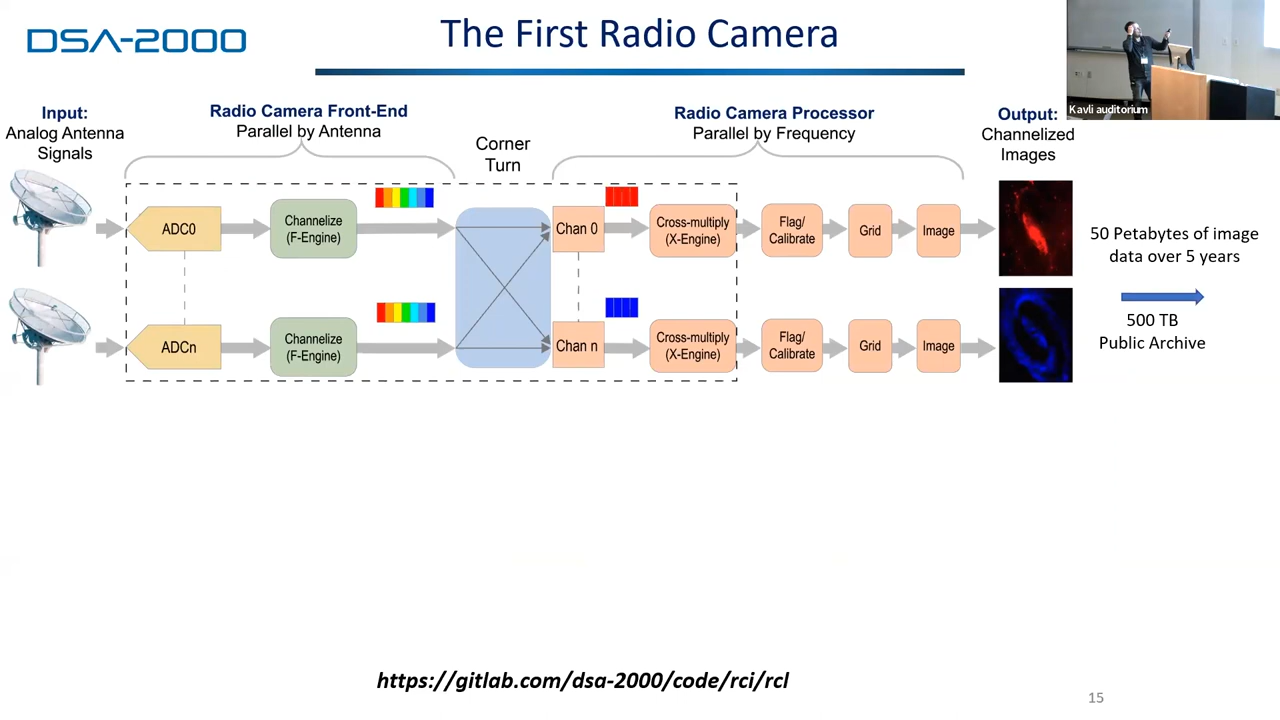 DSA-2000
The First Radio Camera
Kavli auditorium
Input:
Analog Antenna
Signals
Radio Camera Front-End
Parallel by Antenna
Corner
Turn
Radio Camera Processor
Parallel by Frequency
Output:
Channelized
Images
ADC0
Channelize
(F-Engine)
Chan 0
Cross-multiply
(X-Engine)
Flag/
Calibrate
Grid
Image
50 Petabytes of image
data over 5 years
500 TB
Public Archive
ADCn
Channelize
(F-Engine)
Chan n
Cross-multiply
(X-Engine)
Flag/
Calibrate
Grid
Image
https://gitlab.com/dsa-2000/code/rci/rcl
15